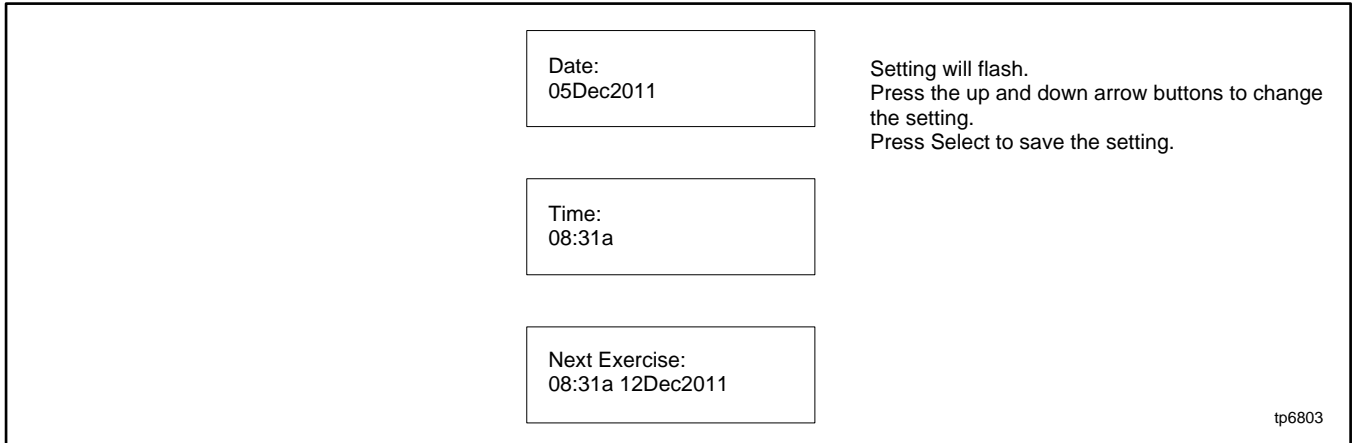 Date:
05Dec2011
Setting will flash.
Press the up and down arrow buttons to change
the setting.
Press Select to save the setting.
Time:
08:31a
Next Exercise:
08:31a 12Dec2011
tp6803